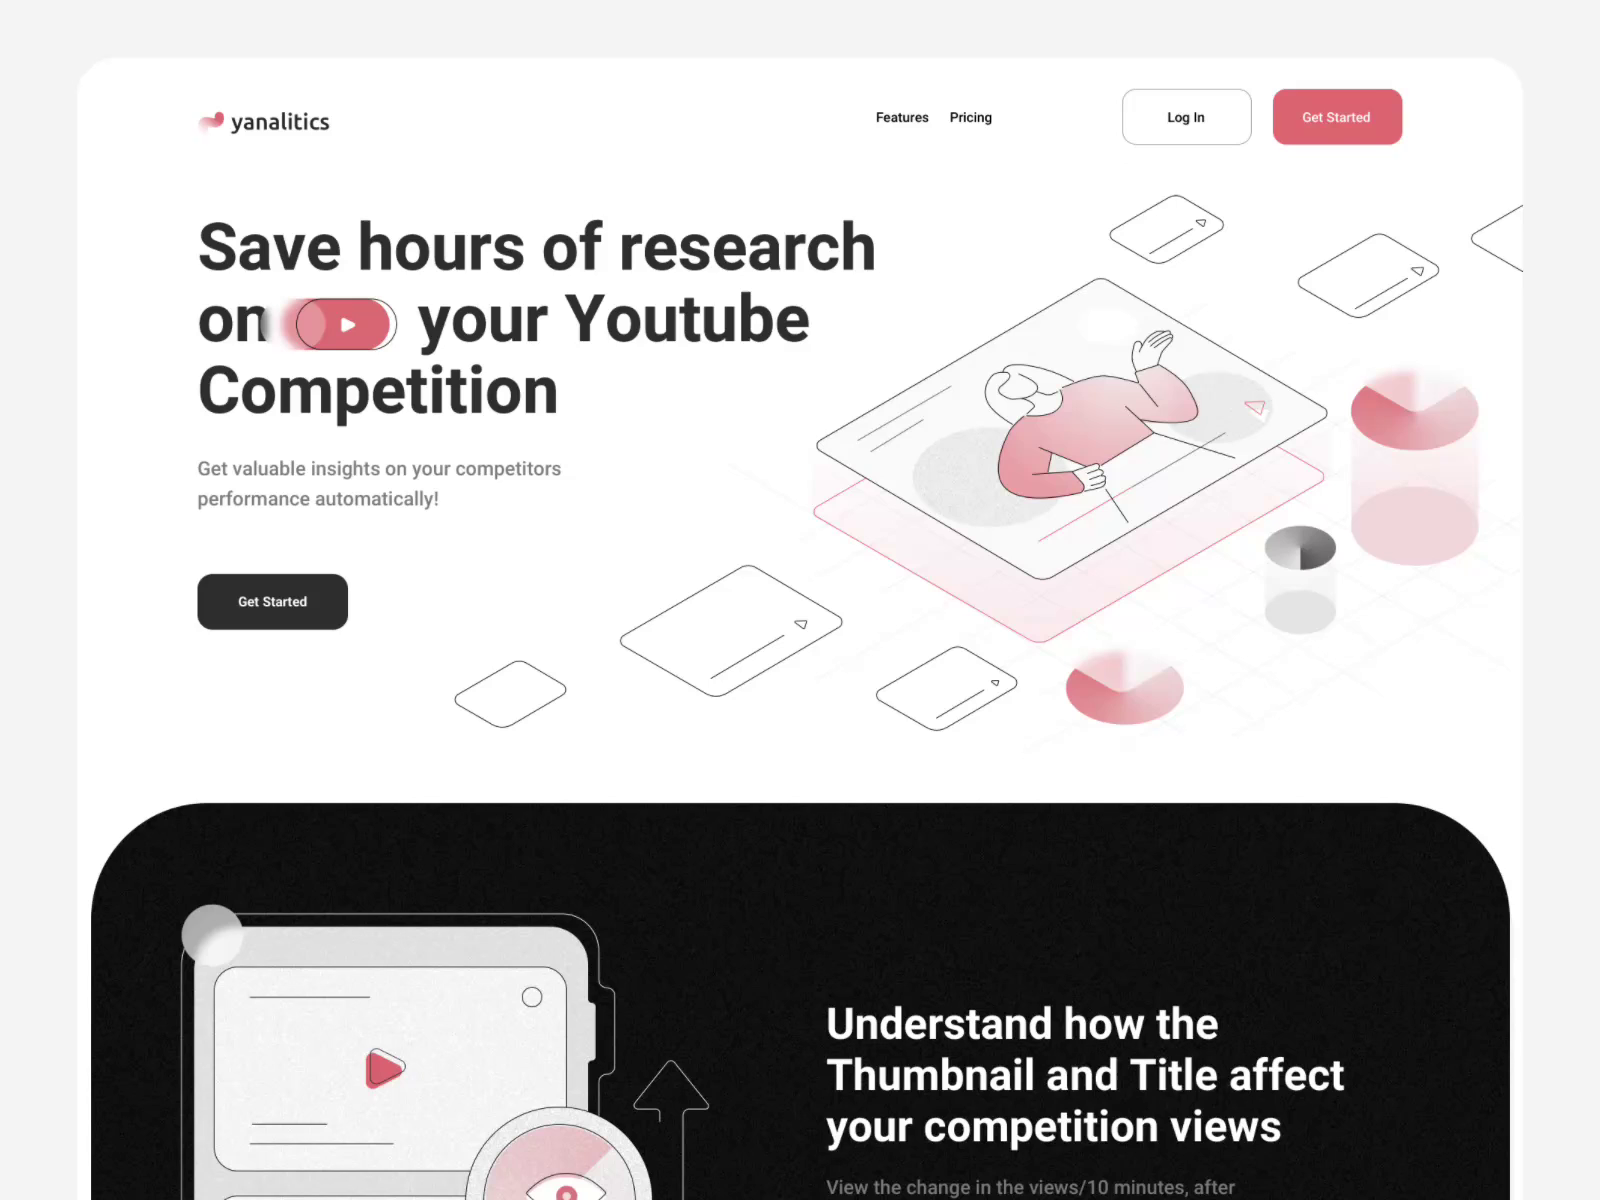 yanalitics
Features Pricing
Log In
Get Started
Save hours of research
on your Youtube
Competition
Get valuable insights on your competitors
performance automatically!
Get Started
Understand how the
Thumbnail and Title affect
your competition views
View the change in the views/10 minutes, after